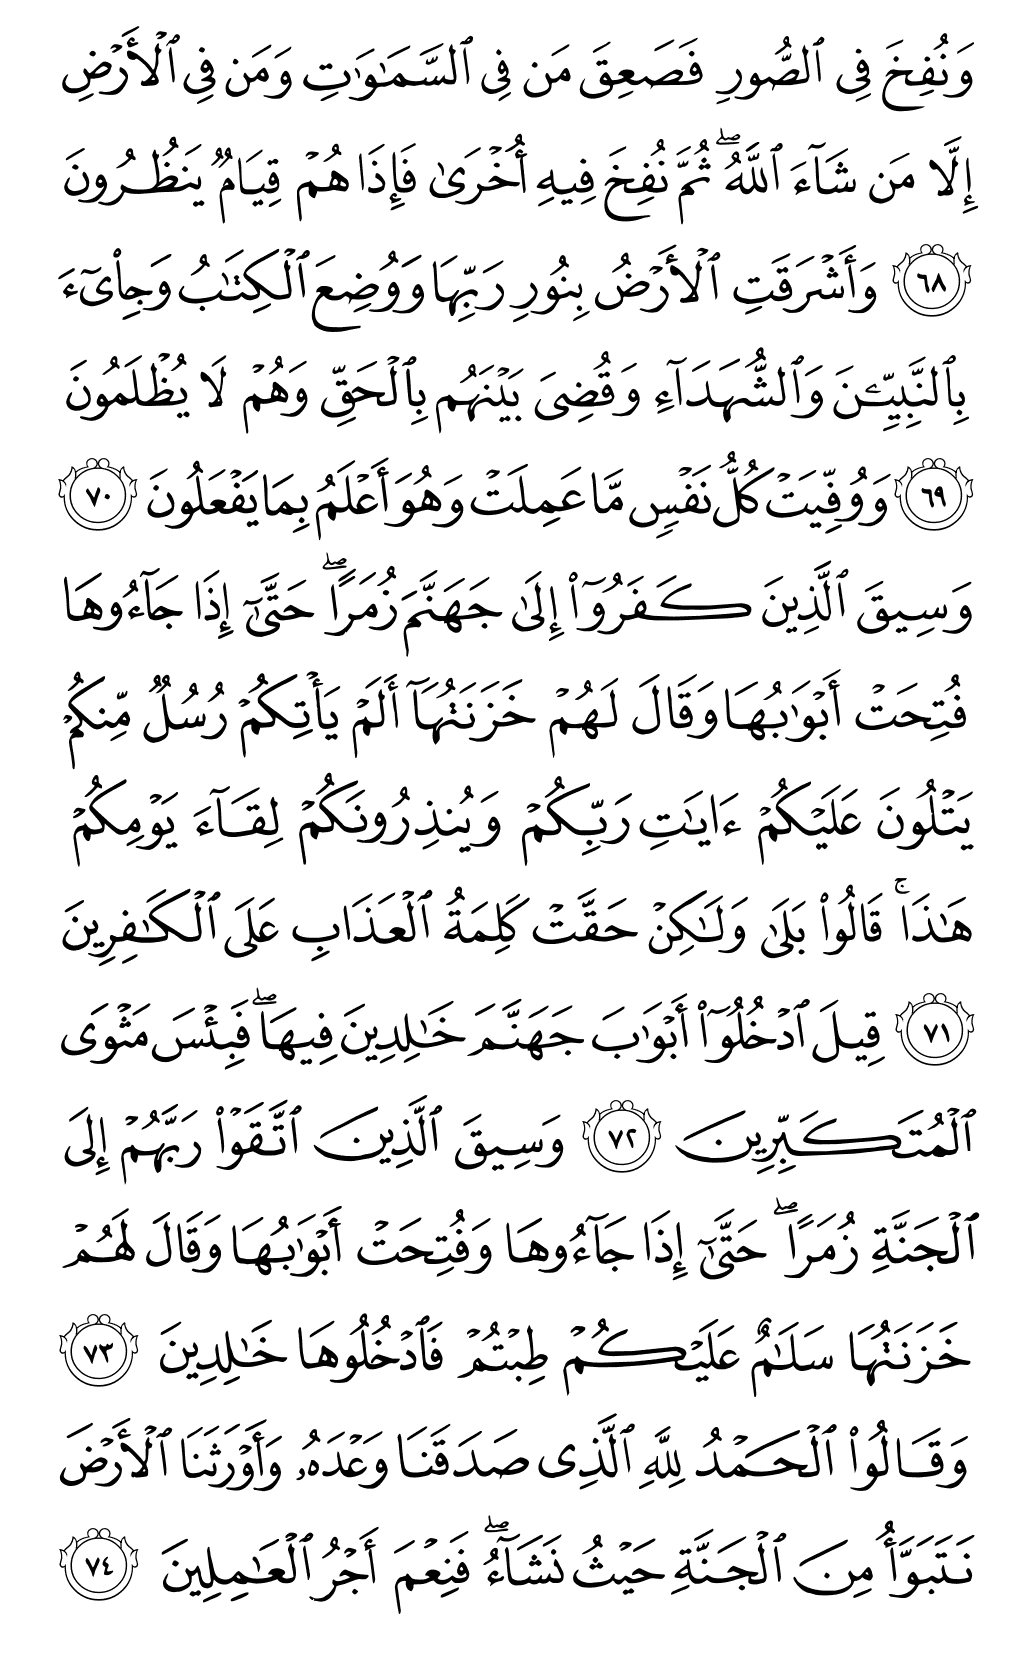 وَنُفِخَ فِى ٱلصُّورِ فَصَعِقَ مَن فِى ٱلسَّمَٰوَٰتِ وَمَن فِى ٱلْأَرْضِ
إِلَّا مَن شَآءَ ٱللَّهُ ۖ ثُمَّ نُفِخَ فِيهِ أُخْرَىٰ فَإِذَا هُمْ قِيَامٌ يَنظُرُونَ
٦٨ وَأَشْرَقَتِ ٱلْأَرْضُ بِنُورِ رَبِّهَا وَوُضِعَ ٱلْكِتَٰبُ وَجِا۟ىٓءَ
بِٱلنَّبِيِّـۧنَ وَٱلشُّهَدَآءِ وَقُضِىَ بَيْنَهُم بِٱلْحَقِّ وَهُمْ لَا يُظْلَمُونَ
٦٩ وَوُفِّيَتْ كُلُّ نَفْسٍ مَّا عَمِلَتْ وَهُوَ أَعْلَمُ بِمَا يَفْعَلُونَ ٧٠
وَسِيقَ ٱلَّذِينَ كَفَرُوٓا۟ إِلَىٰ جَهَنَّمَ زُمَرًا ۖ حَتَّىٰٓ إِذَا جَآءُوهَا
فُتِحَتْ أَبْوَٰبُهَا وَقَالَ لَهُمْ خَزَنَتُهَآ أَلَمْ يَأْتِكُمْ رُسُلٌ مِّنكُمْ
يَتْلُونَ عَلَيْكُمْ ءَايَٰتِ رَبِّكُمْ وَيُنذِرُونَكُمْ لِقَآءَ يَوْمِكُمْ
هَٰذَا ۚ قَالُوا۟ بَلَىٰ وَلَٰكِنْ حَقَّتْ كَلِمَةُ ٱلْعَذَابِ عَلَى ٱلْكَٰفِرِينَ
٧١ قِيلَ ٱدْخُلُوٓا۟ أَبْوَٰبَ جَهَنَّمَ خَٰلِدِينَ فِيهَا ۖ فَبِئْسَ مَثْوَى
ٱلْمُتَكَبِّرِينَ ٧٢ وَسِيقَ ٱلَّذِينَ ٱتَّقَوْا۟ رَبَّهُمْ إِلَى
ٱلْجَنَّةِ زُمَرًا ۖ حَتَّىٰٓ إِذَا جَآءُوهَا وَفُتِحَتْ أَبْوَٰبُهَا وَقَالَ لَهُمْ
خَزَنَتُهَا سَلَٰمٌ عَلَيْكُمْ طِبْتُمْ فَٱدْخُلُوهَا خَٰلِدِينَ ٧٣
وَقَالُوا۟ ٱلْحَمْدُ لِلَّهِ ٱلَّذِى صَدَقَنَا وَعْدَهُۥ وَأَوْرَثَنَا ٱلْأَرْضَ
نَتَبَوَّأُ مِنَ ٱلْجَنَّةِ حَيْثُ نَشَآءُ ۖ فَنِعْمَ أَجْرُ ٱلْعَٰمِلِينَ ٧٤